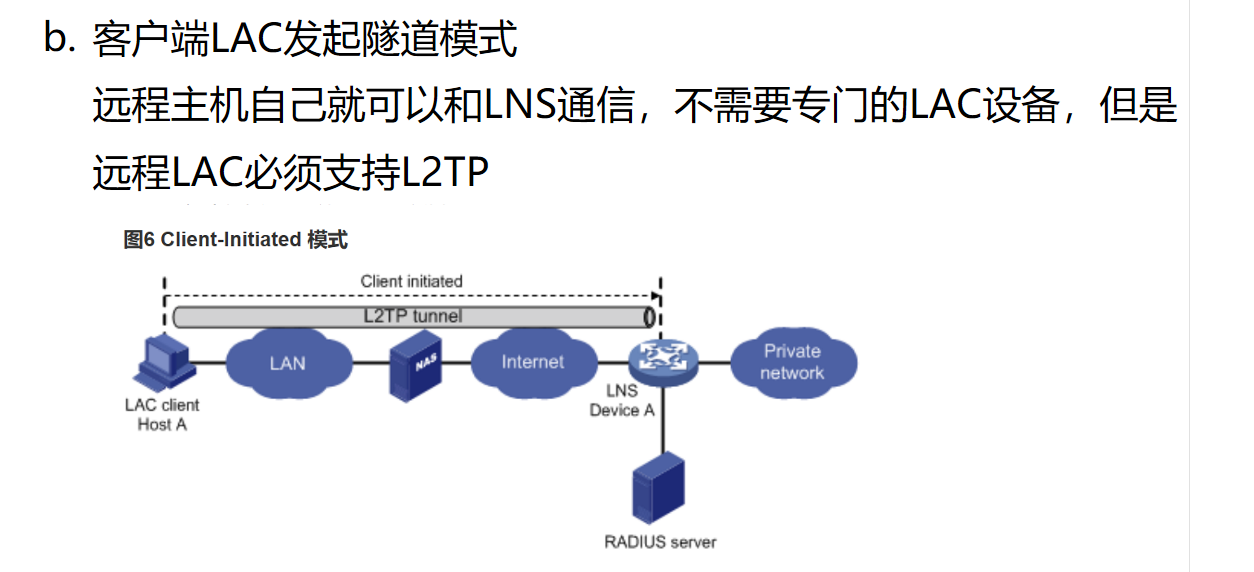 b. 客户端LAC发起隧道模式
远程主机自己就可以和LNS通信，不需要专门的LAC设备，但是
远程LAC必须支持L2TP
图6 Client-Initiated 模式
Client initiated
L2TP tunnel
LAN
NAS
Internet
Private
network
LAC client
Host A
LNS
Device A
RADIUS server